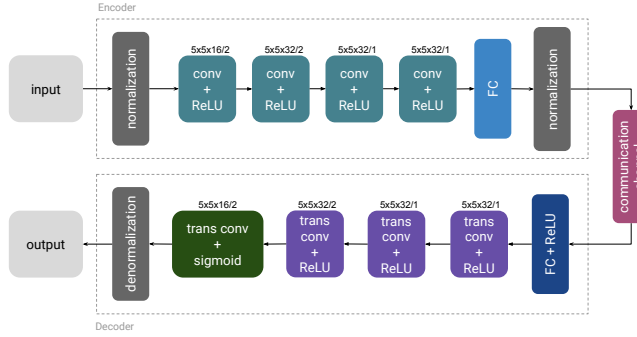 Encoder
input
normalization
5x5x16/2
conv
+
ReLU
5x5x32/2
conv
+
ReLU
5x5x32/1
conv
+
ReLU
5x5x32/1
conv
+
ReLU
FC
normalization
communication
output
denormalization
5x5x16/2
trans conv
+
sigmoid
5x5x32/2
trans
conv
+
ReLU
5x5x32/1
trans
conv
+
ReLU
5x5x32/1
trans
conv
+
ReLU
FC + ReLU
Decoder